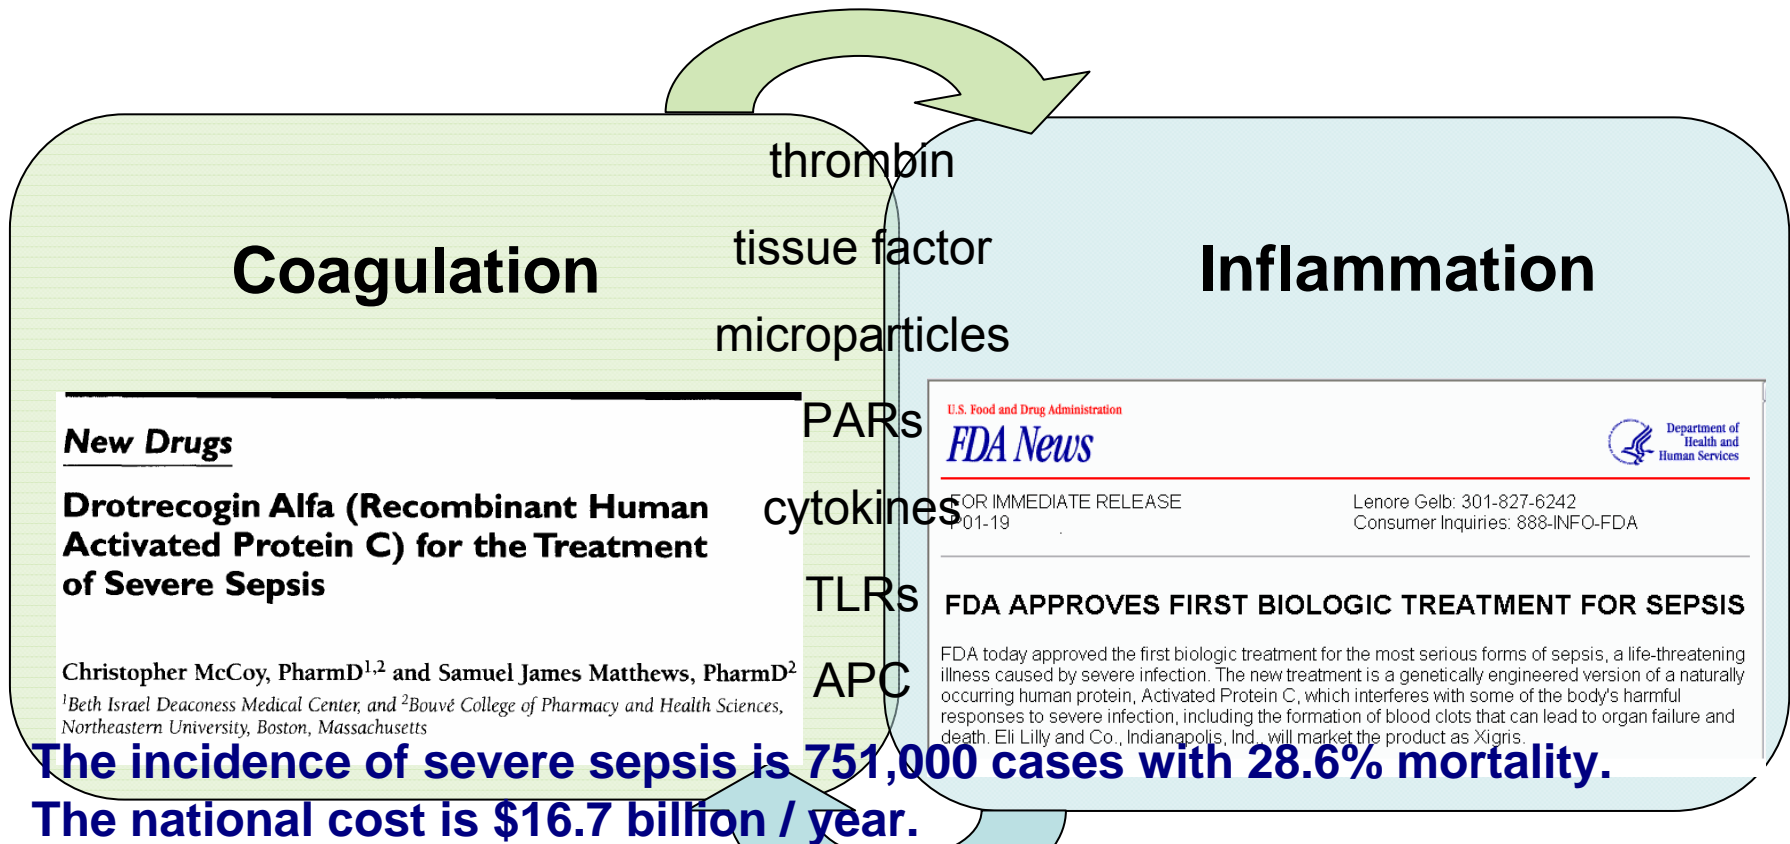 thrombin
Coagulation
tissue factor
Inflammation
microparticles
PARs
cytokines
TLRs
APC
New Drugs
Drotrecogin Alfa (Recombinant Human
Activated Protein C) for the Treatment
of Severe Sepsis
Christopher McCoy, PharmD1,2 and Samuel James Matthews, PharmD2
1Beth Israel Deaconess Medical Center, and 2Bouvé College of Pharmacy and Health Sciences,
Northeastern University, Boston, Massachusetts
U.S. Food and Drug Administration
FDA News
Department of
Health and
Human Services
FOR IMMEDIATE RELEASE
P01-19
Lenore Gelb: 301-827-6242
Consumer Inquiries: 888-INFO-FDA
FDA APPROVES FIRST BIOLOGIC TREATMENT FOR SEPSIS
FDA today approved the first biologic treatment for the most serious forms of sepsis, a life-threatening
illness caused by severe infection. The new treatment is a genetically engineered version of a naturally
occurring human protein, Activated Protein C, which interferes with some of the body's harmful
responses to severe infection, including the formation of blood clots that can lead to organ failure and
death. Eli Lilly and Co., Indianapolis, Ind., will market the product as Xigris.
The incidence of severe sepsis is 751,000 cases with 28.6% mortality.
The national cost is $16.7 billion / year.